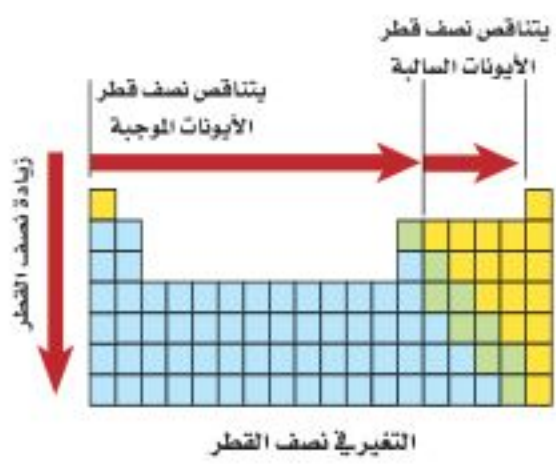 يتناقص نصف قطر
الأيونات السالبة
يتناقص نصف قطر
الأيونات الموجبة
زيادة نصف القطر
التغير في نصف القطر